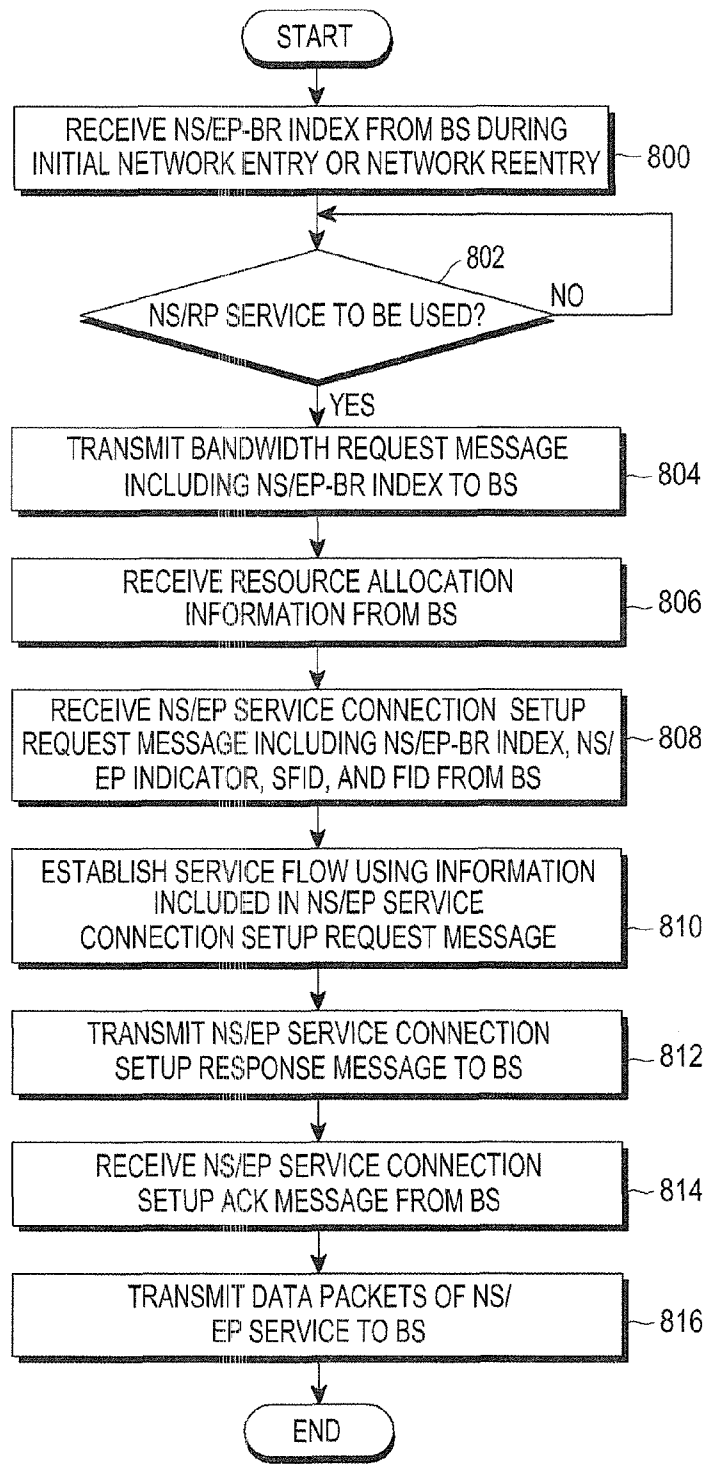 START
RECEIVE NS/EP-BR INDEX FROM BS DURING
INITIAL NETWORK ENTRY OR NETWORK REENTRY
800
802
NS/RP SERVICE TO BE USED?
NO
YES
TRANSMIT BANDWIDTH REQUEST MESSAGE
INCLUDING NS/EP-BR INDEX TO BS
804
RECEIVE RESOURCE ALLOCATION
INFORMATION FROM BS
806
RECEIVE NS/EP SERVICE CONNECTION SETUP
REQUEST MESSAGE INCLUDING NS/EP-BR INDEX, NS/
EP INDICATOR, SFID, AND FID FROM BS
808
ESTABLISH SERVICE FLOW USING INFORMATION
INCLUDED IN NS/EP SERVICE
CONNECTION SETUP REQUEST MESSAGE
810
TRANSMIT NS/EP SERVICE CONNECTION
SETUP RESPONSE MESSAGE TO BS
812
RECEIVE NS/EP SERVICE CONNECTION
SETUP ACK MESSAGE FROM BS
814
TRANSMIT DATA PACKETS OF NS/
EP SERVICE TO BS
816
END